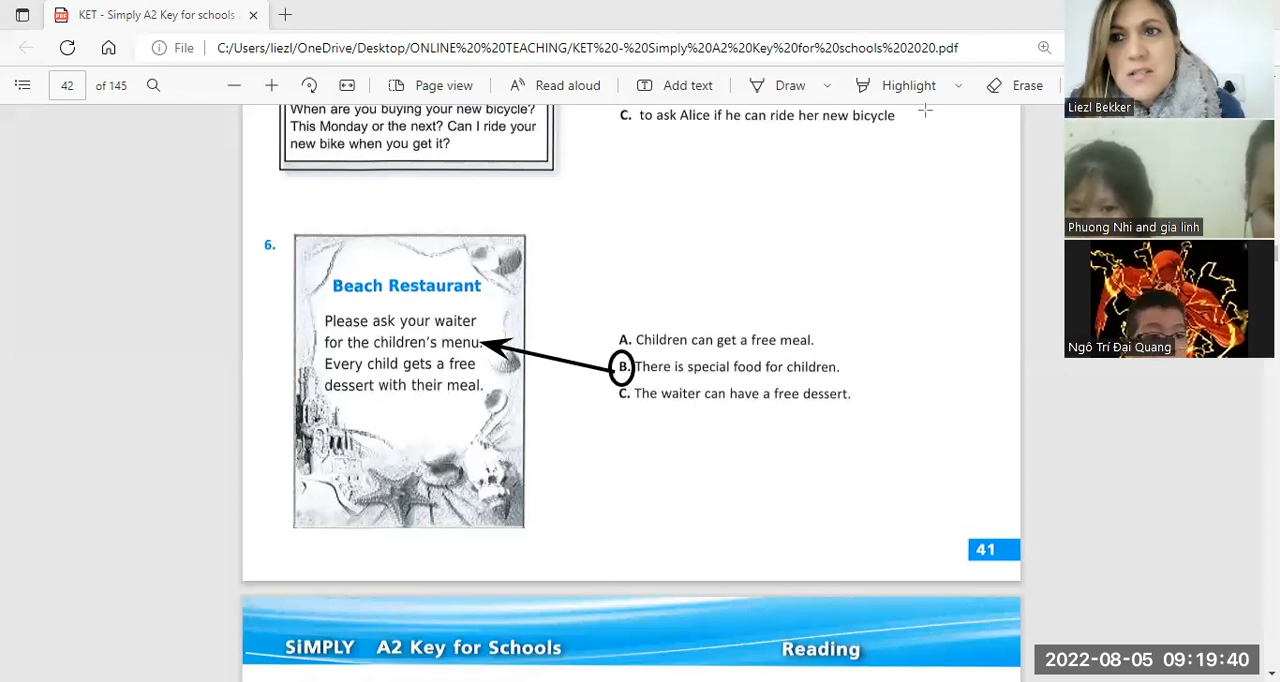 KET - Simply A2 Key for schools
File
C:/Users/liezl/OneDrive/Desktop/ONLINE%20%20TEACHING/KET%20-%20Simply%20A2%20Key%20for%20schools%202020.pdf
42 of 145
Page view
Read aloud
Add text
Draw
Highlight
Erase
When are you buying your new bicycle?
This Monday or the next? Can I ride your
new bike when you get it?
C. to ask Alice if he can ride her new bicycle
6.
Beach Restaurant
Please ask your waiter
for the children's menu.
Every child gets a free
dessert with their meal.
A. Children can get a free meal.
B. There is special food for children.
C. The waiter can have a free dessert.
41
SiMPLY A2 Key for Schools
Reading
Liezl Bekker
Phuong Nhi and gia linh
Ngô Trí Đại Quang
2022-08-05 09:19:40